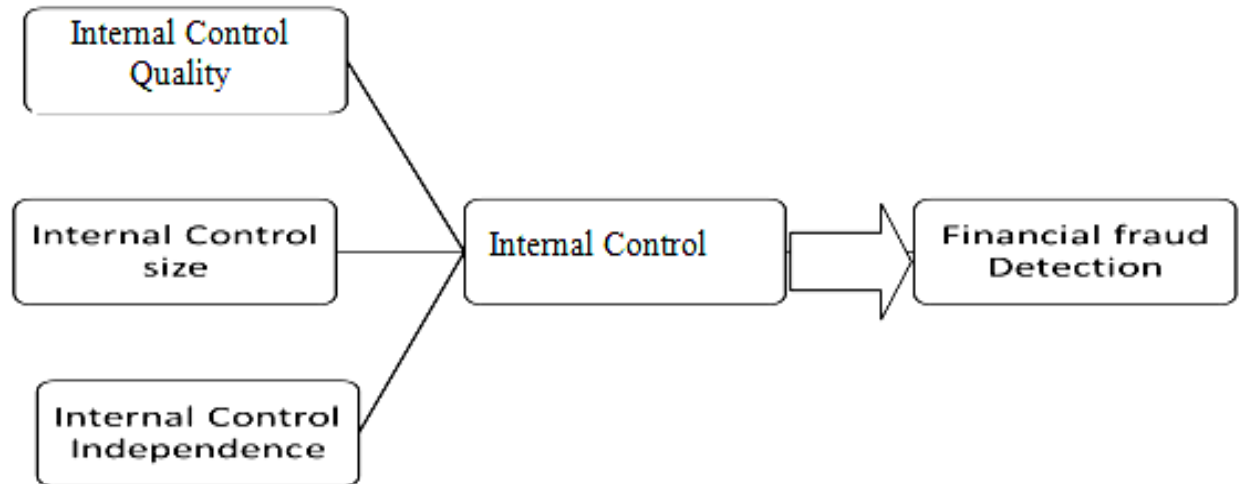 Internal Control
Quality
Internal Control
size
Internal Control
Independence
Internal Control
Financial fraud
Detection